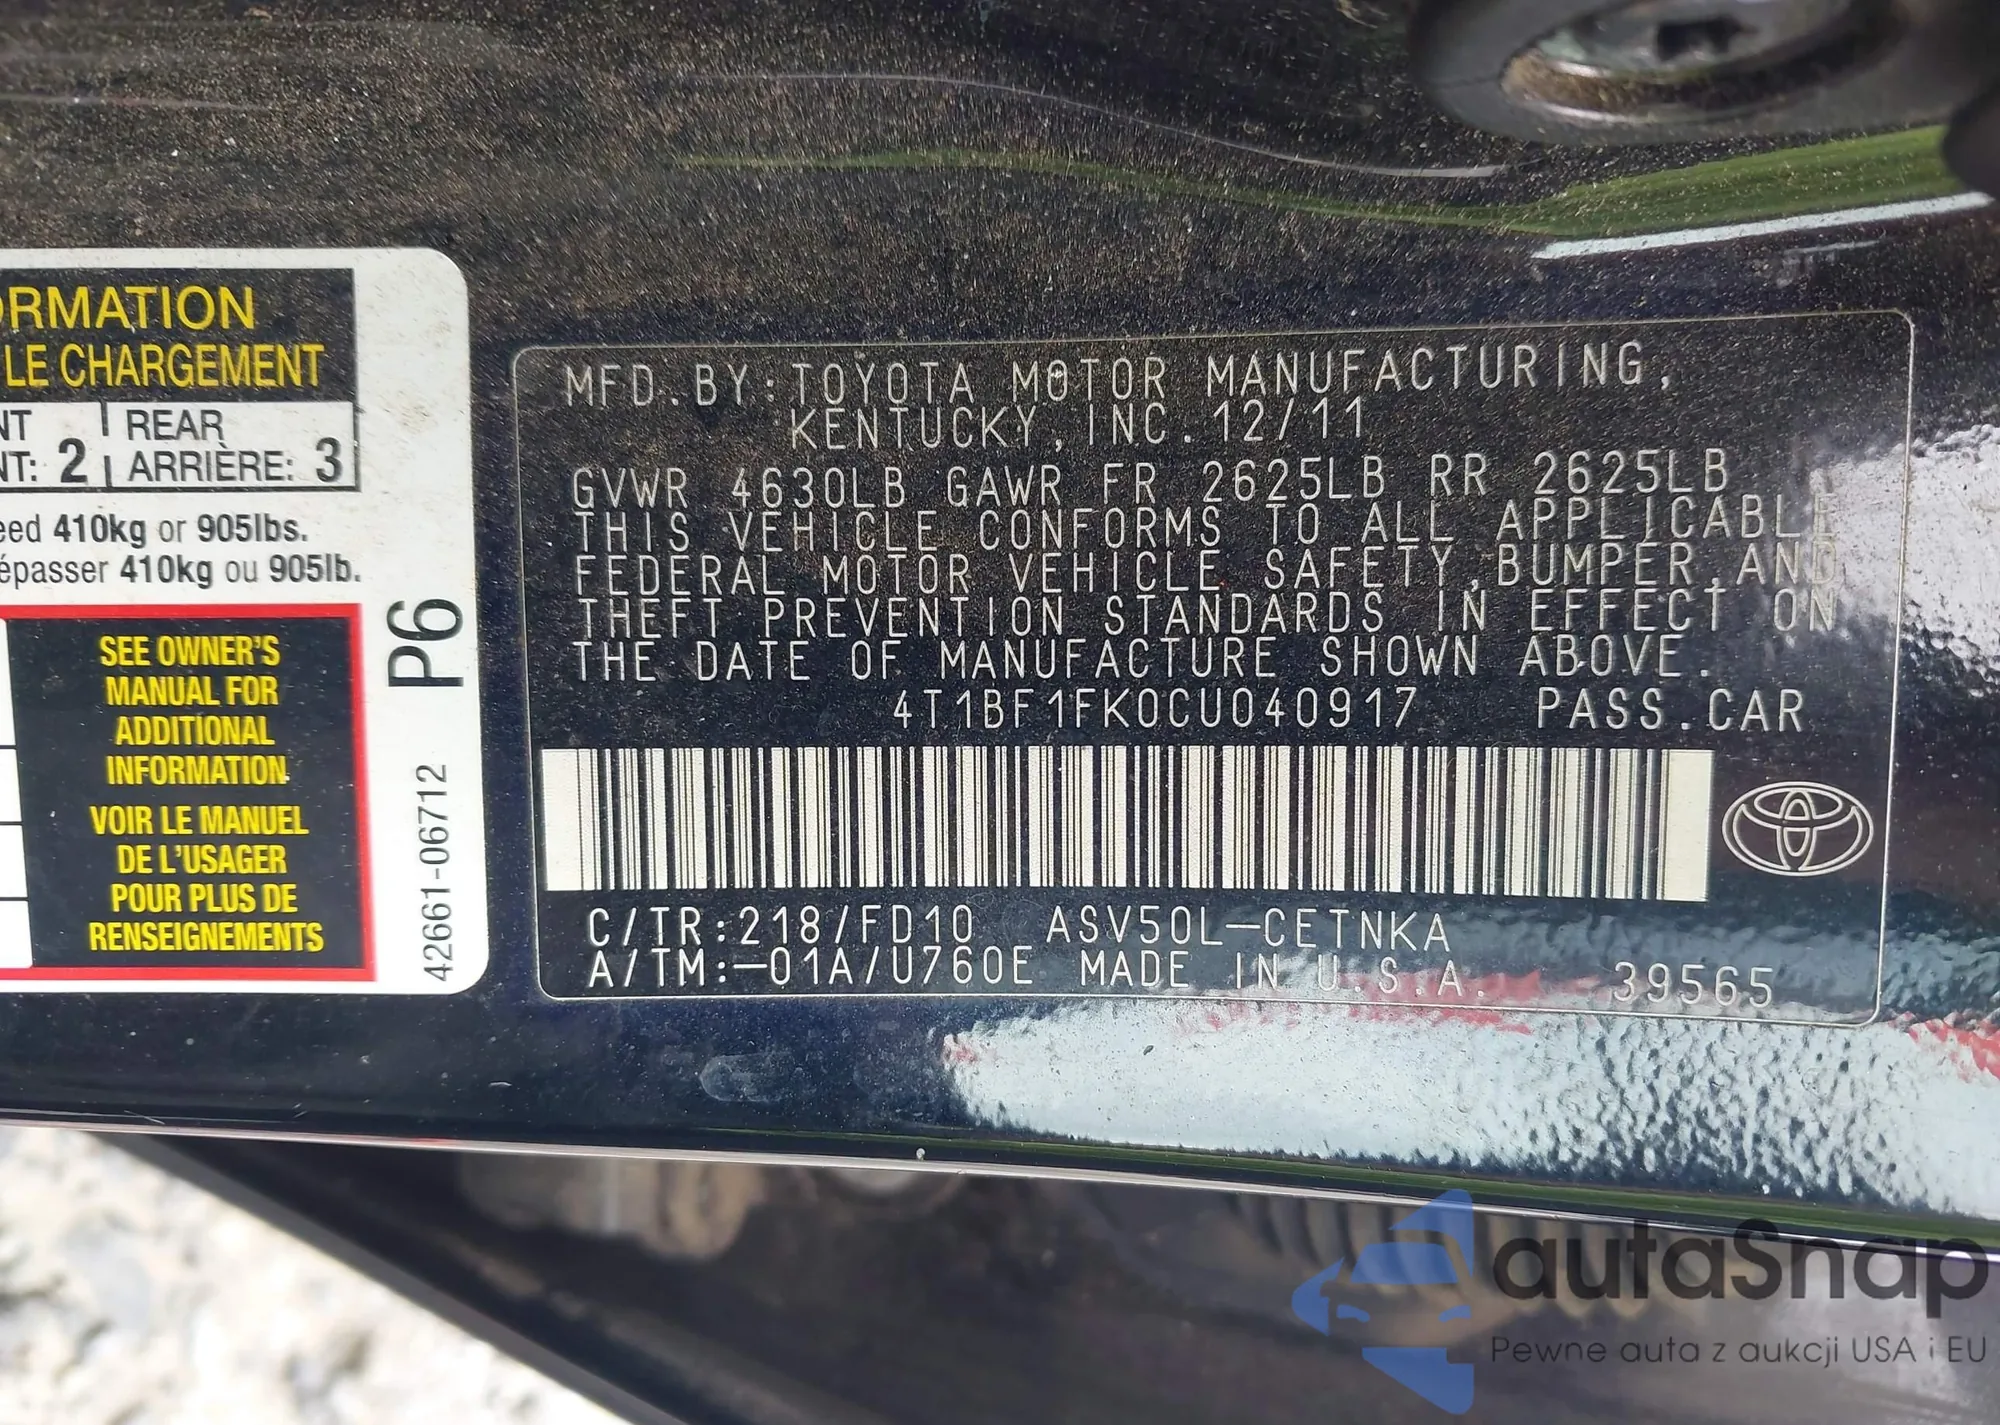 ORMATION
LE CHARGEMENT
NT
REAR
NT: 2
ARRIÈRE: 3
eed 410kg or 905lbs.
épasser 410kg ou 905lb.
SEE OWNER'S
MANUAL FOR
ADDITIONAL
INFORMATION
VOIR LE MANUEL
DE L'USAGER
POUR PLUS DE
RENSEIGNEMENTS
P6
42661-06712
MFD.BY:TOYOTA MOTOR MANUFACTURING,
KENTUCKY,INC.12/11
GVWR 4630LB GAWR FR 2625LB RR 2625LB
THIS VEHICLE CONFORMS TO ALL APPLICABLE
FEDERAL MOTOR VEHICLE SAFETY,BUMPER,AND
THEFT PREVENTION STANDARDS IN EFFECT ON
THE DATE OF MANUFACTURE SHOWN ABOVE.
4T1BF1FK0CU040917 PASS.CAR
C/TR:218/FD10 ASV50L-CETNKA
A/TM:-01A/U760E MADE IN U.S.A. 39565
autaSnap
Pewne auta z aukcji USA i EU